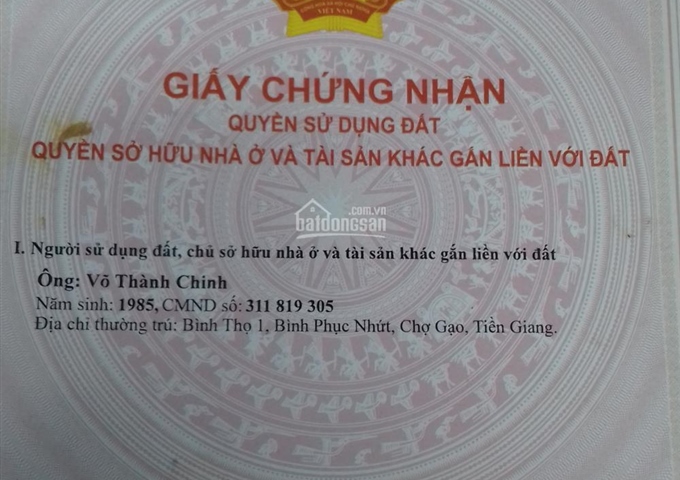 VIỆT NAM
GIẤY CHỨNG NHẬN
QUYỀN SỬ DỤNG ĐẤT
QUYỀN SỞ HỮU NHÀ Ở VÀ TÀI SẢN KHÁC GẮN LIỀN VỚI ĐẤT
.com.vn
batdongsan
I. Người sử dụng đất, chủ sở hữu nhà ở và tài sản khác gắn liền với đất
Ông: Võ Thành Chinh
Năm sinh: 1985, CMND số: 311 819 305
Địa chỉ thường trú: Bình Thọ 1, Bình Phục Nhứt, Chợ Gạo, Tiền Giang.